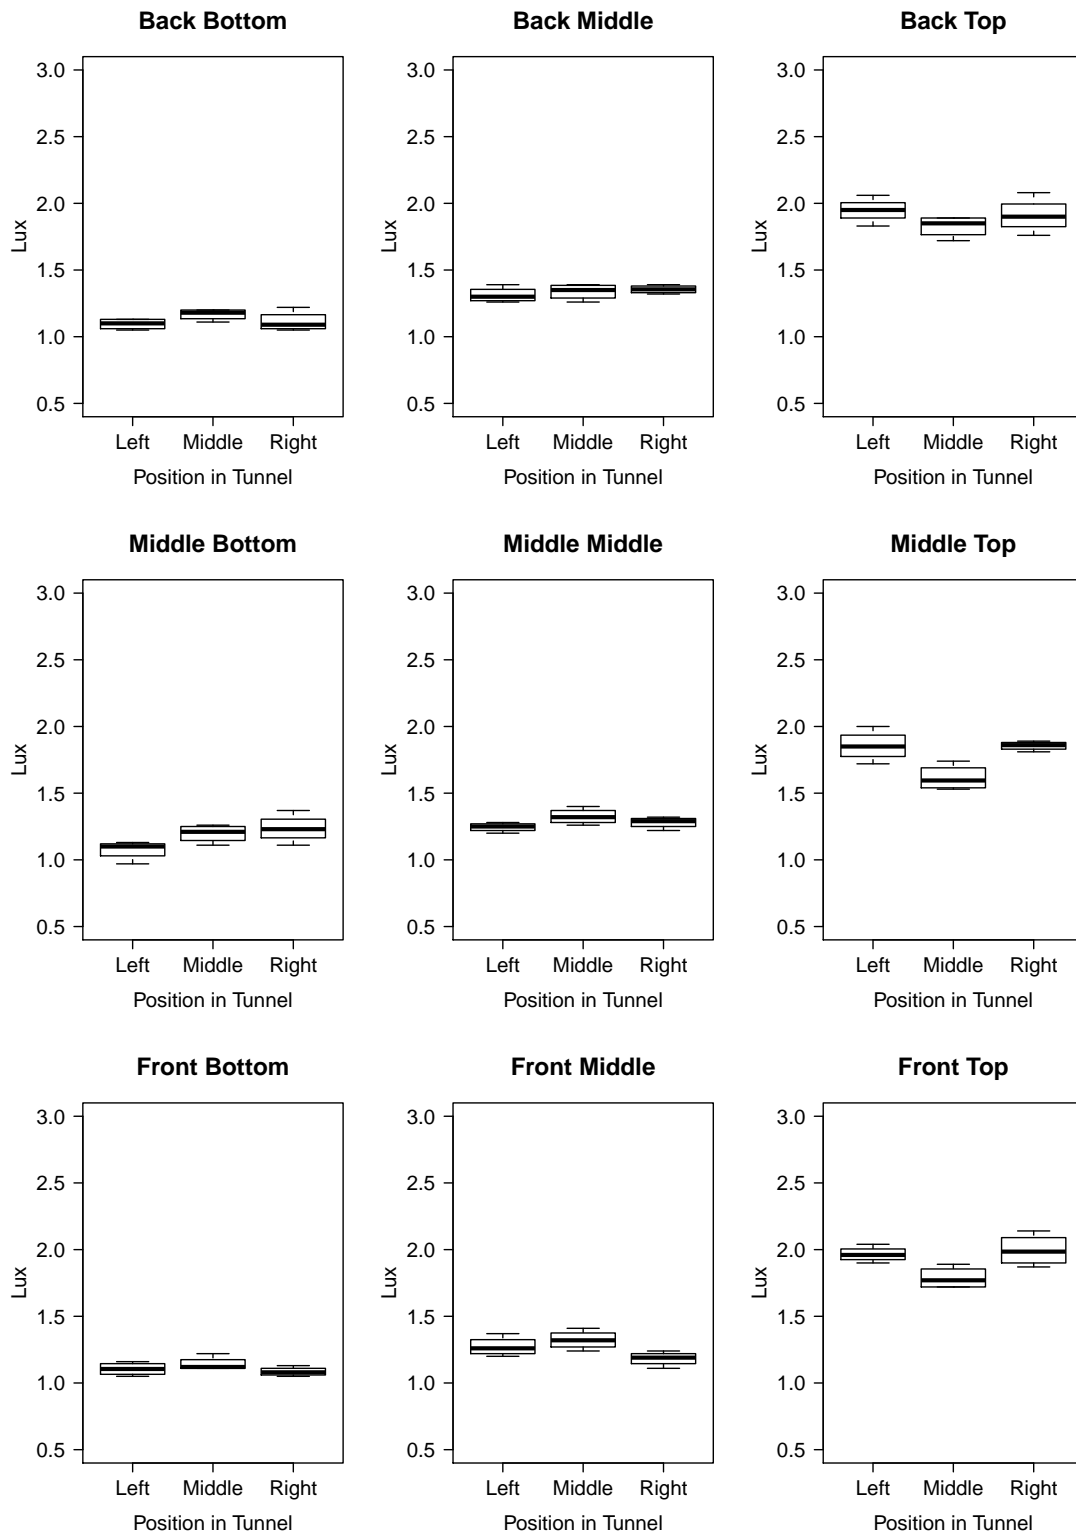 Back Bottom
3.0
2.5
2.0
1.5
1.0
0.5
Lux
Left Middle Right
Position in Tunnel
Back Middle
3.0
2.5
2.0
1.5
1.0
0.5
Lux
Left Middle Right
Position in Tunnel
Back Top
3.0
2.5
2.0
1.5
1.0
0.5
Lux
Left Middle Right
Position in Tunnel
Middle Bottom
3.0
2.5
2.0
1.5
1.0
0.5
Lux
Left Middle Right
Position in Tunnel
Middle Middle
3.0
2.5
2.0
1.5
1.0
0.5
Lux
Left Middle Right
Position in Tunnel
Middle Top
3.0
2.5
2.0
1.5
1.0
0.5
Lux
Left Middle Right
Position in Tunnel
Front Bottom
3.0
2.5
2.0
1.5
1.0
0.5
Lux
Left Middle Right
Position in Tunnel
Front Middle
3.0
2.5
2.0
1.5
1.0
0.5
Lux
Left Middle Right
Position in Tunnel
Front Top
3.0
2.5
2.0
1.5
1.0
0.5
Lux
Left Middle Right
Position in Tunnel